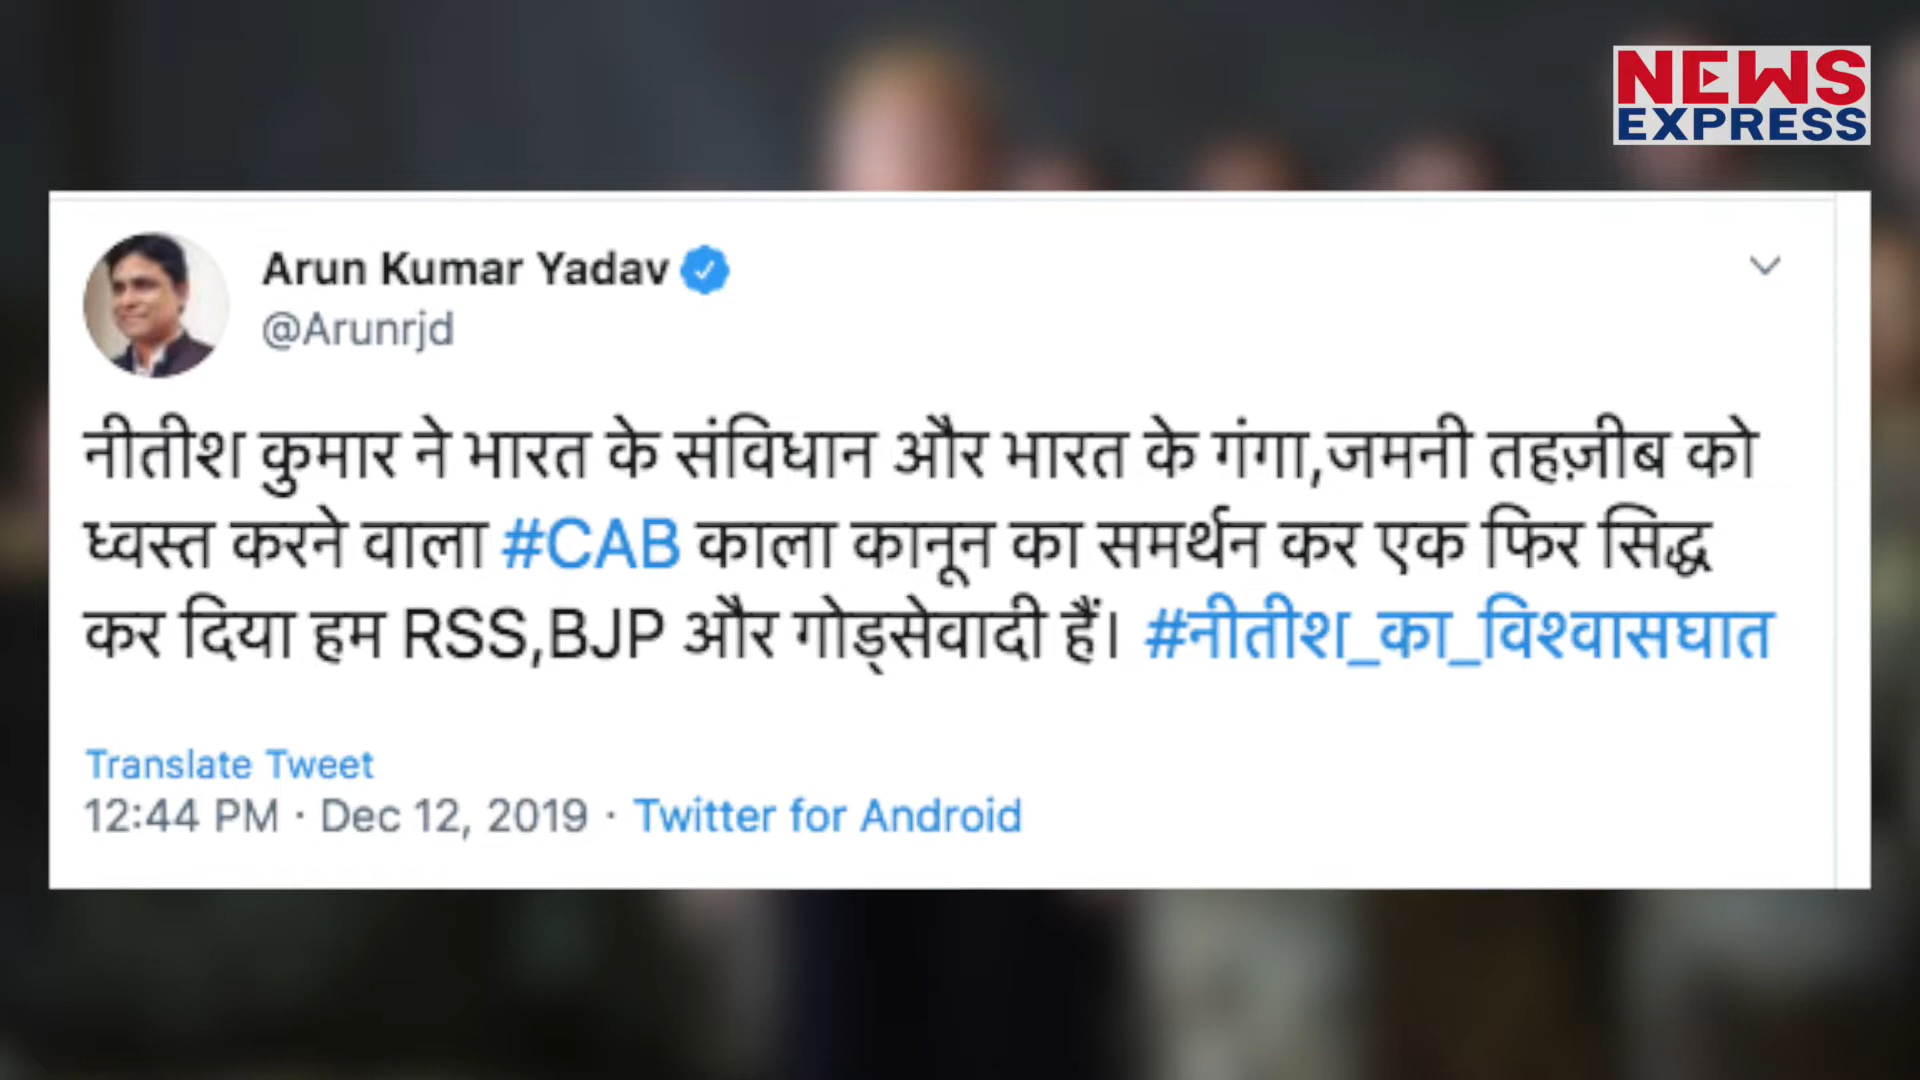 NEWS
EXPRESS
Arun Kumar Yadav
@Arunrjd
नीतीश कुमार ने भारत के संविधान और भारत के गंगा,जमनी तहज़ीब को
ध्वस्त करने वाला #CAB काला कानून का समर्थन कर एक फिर सिद्ध
कर दिया हम RSS,BJP और गोड्सेवादी हैं। #नीतीश_का_विश्वासघात
Translate Tweet
12:44 PM · Dec 12, 2019 · Twitter for Android